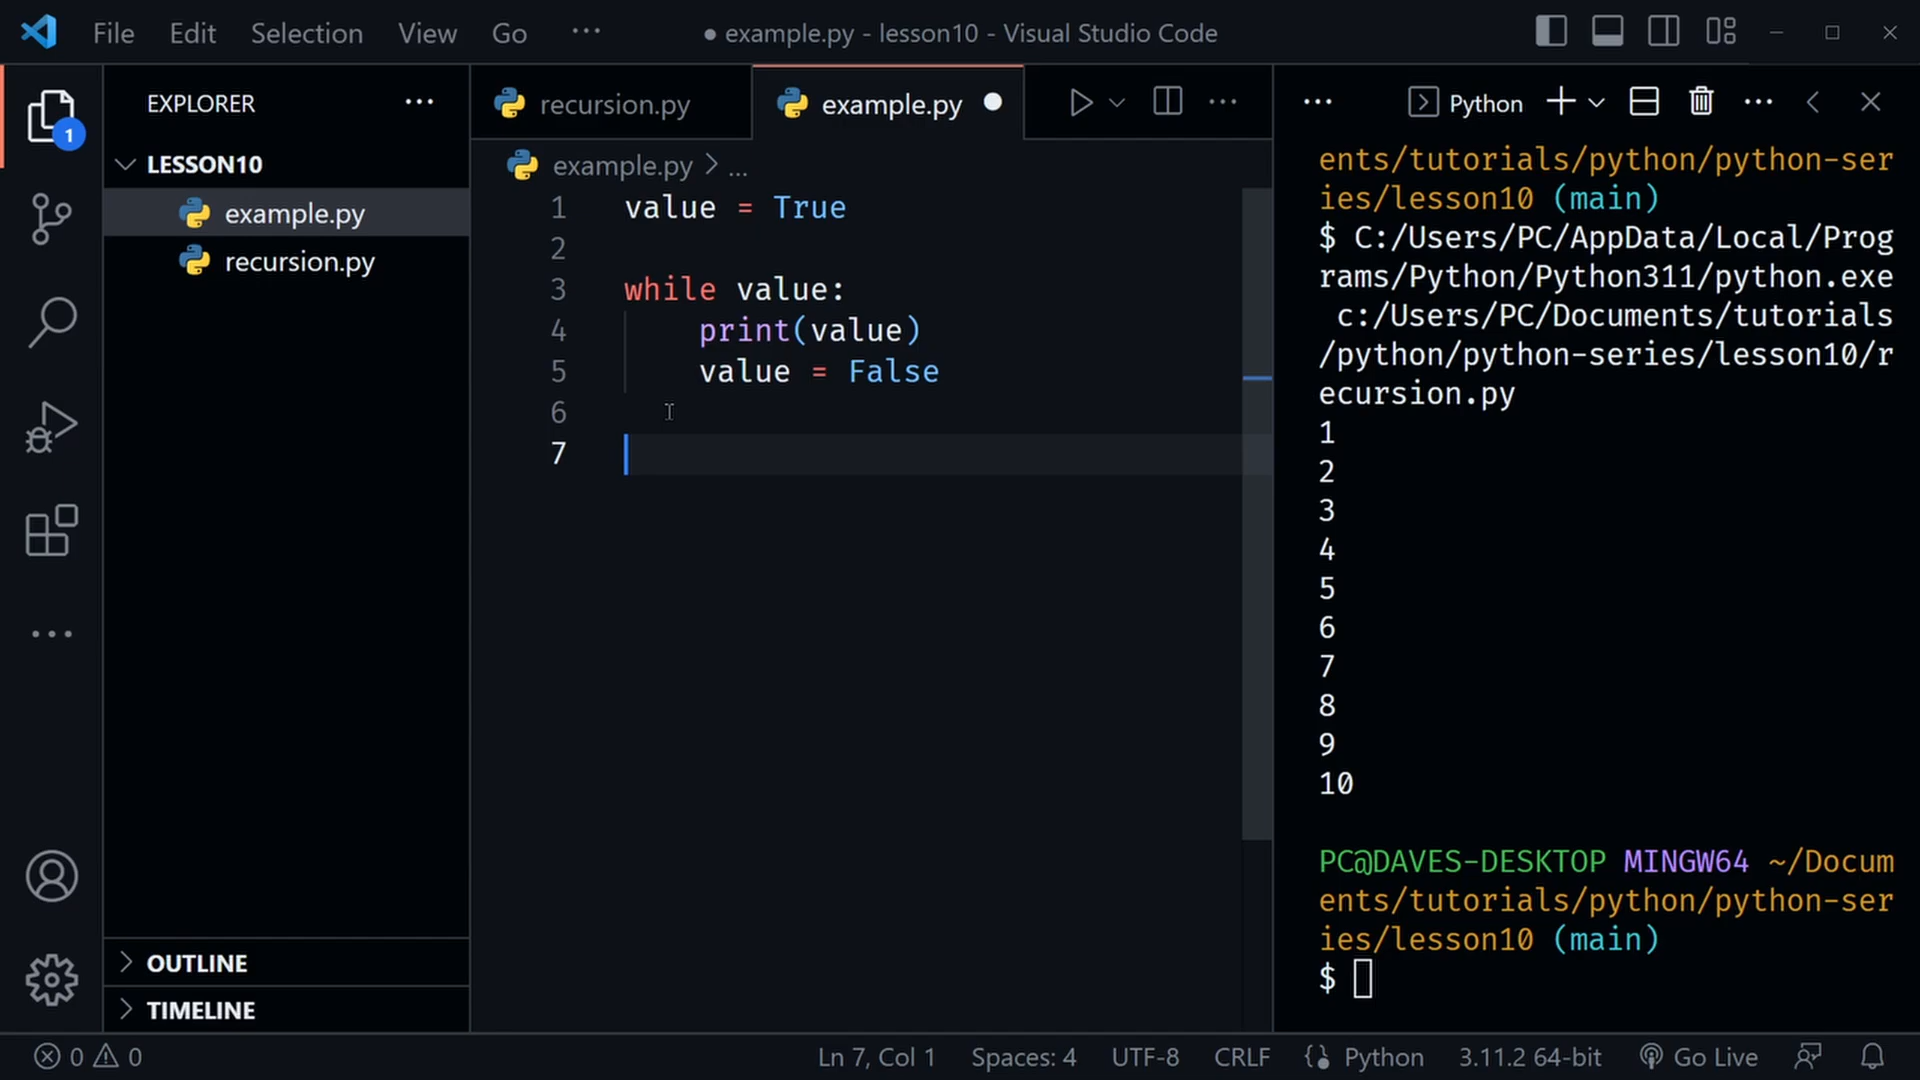 File Edit Selection View Go ··· ● example.py - lesson10 - Visual Studio Code
1
EXPLORER ···
LESSON10
example.py
recursion.py
OUTLINE
TIMELINE
recursion.py example.py ● ···
example.py > ...
1 value = True
2
3 while value:
4 print(value)
5 value = False
6
7
··· Python ···
ents/tutorials/python/python-ser
ies/lesson10 (main)
$ C:/Users/PC/AppData/Local/Prog
rams/Python/Python311/python.exe
c:/Users/PC/Documents/tutorials
/python/python-series/lesson10/r
ecursion.py
1
2
3
4
5
6
7
8
9
10
PC@DAVES-DESKTOP MINGW64 ~/Docum
ents/tutorials/python/python-ser
ies/lesson10 (main)
$
0 0 Ln 7, Col 1 Spaces: 4 UTF-8 CRLF Python 3.11.2 64-bit Go Live